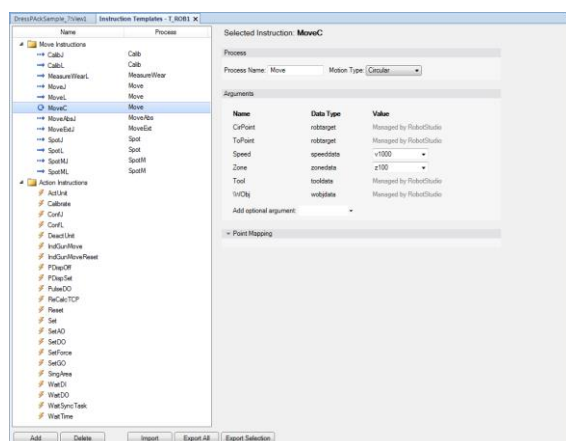 DressPAckSample_7:View1 Instruction Templates - T_ROB1 X
Name Process
Move Instructions
CalibJ Calib
CalibL Calib
MeasureWearL MeasureWear
MoveJ Move
MoveL Move
MoveC Move
MoveAbsJ MoveAbs
MoveExtJ MoveExt
SpotJ Spot
SpotL Spot
SpotMJ SpotM
SpotML SpotM
Action Instructions
ActUnit
Calibrate
ConfJ
ConfL
DeactUnit
IndGunMove
IndGunMoveReset
PDispOff
PDispSet
PulseDO
ReCalcTCP
Reset
Set
SetAO
SetDO
SetForce
SetGO
SingArea
WaitDI
WaitDO
WaitSyncTask
WaitTime
Add Delete Import Export All Export Selection
Selected Instruction: MoveC
Process
Process Name: Move Motion Type: Circular
Arguments
Name Data Type Value
CirPoint robtarget Managed by RobotStudio
ToPoint robtarget Managed by RobotStudio
Speed speeddata v1000
Zone zonedata z100
Tool tooldata Managed by RobotStudio
\WObj wobjdata Managed by RobotStudio
Add optional argument:
Point Mapping